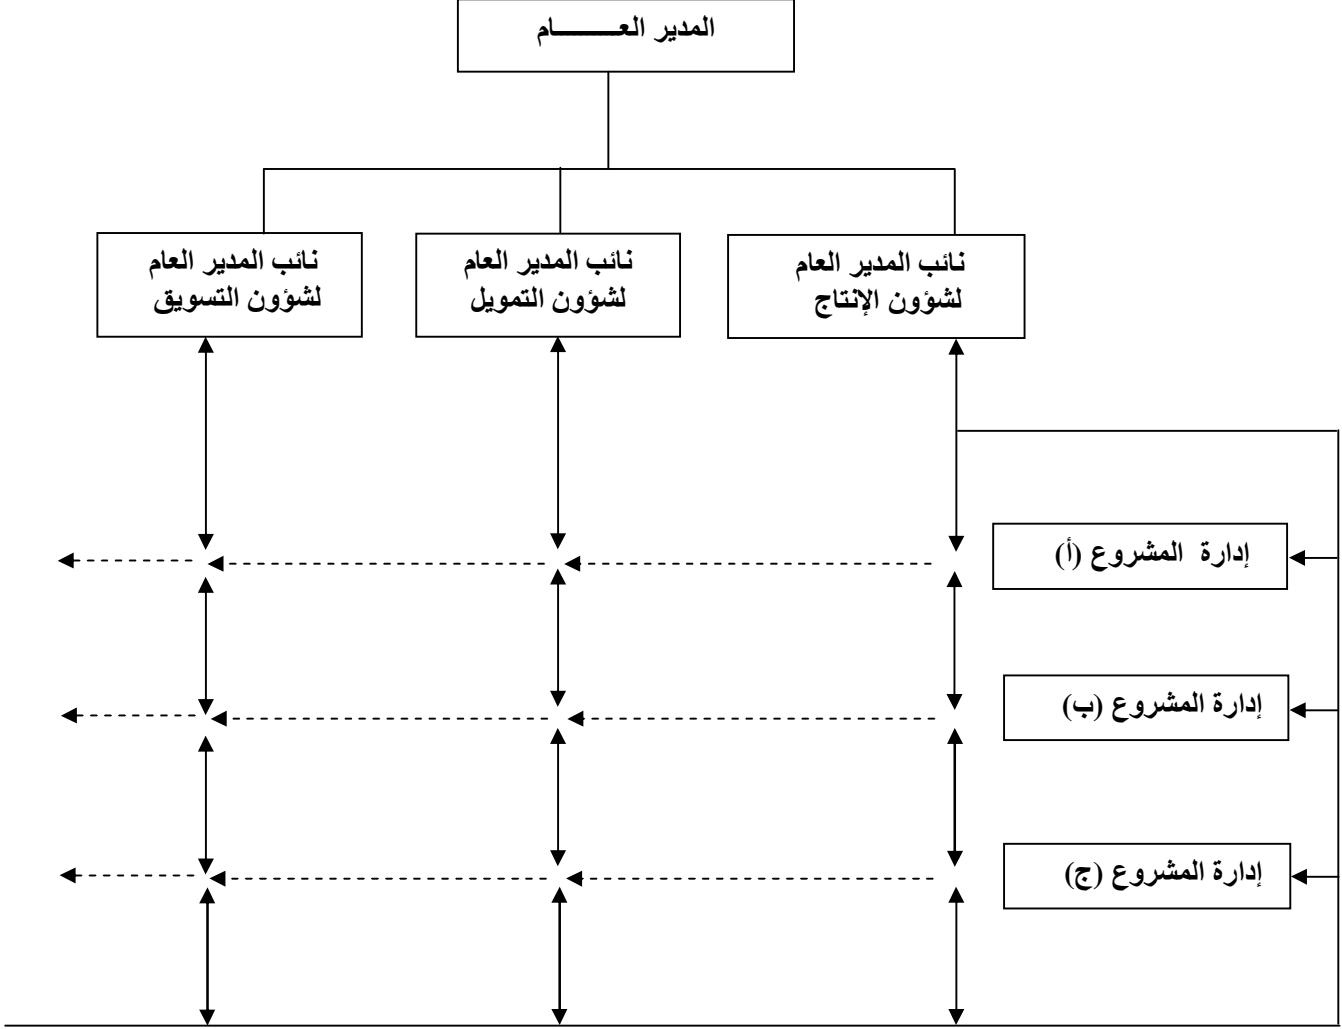 المدير العـــــــــام
نائب المدير العام
لشؤون الإنتاج
نائب المدير العام
لشؤون التمويل
نائب المدير العام
لشؤون التسويق
إدارة المشروع (أ)
إدارة المشروع (ب)
إدارة المشروع (ج)